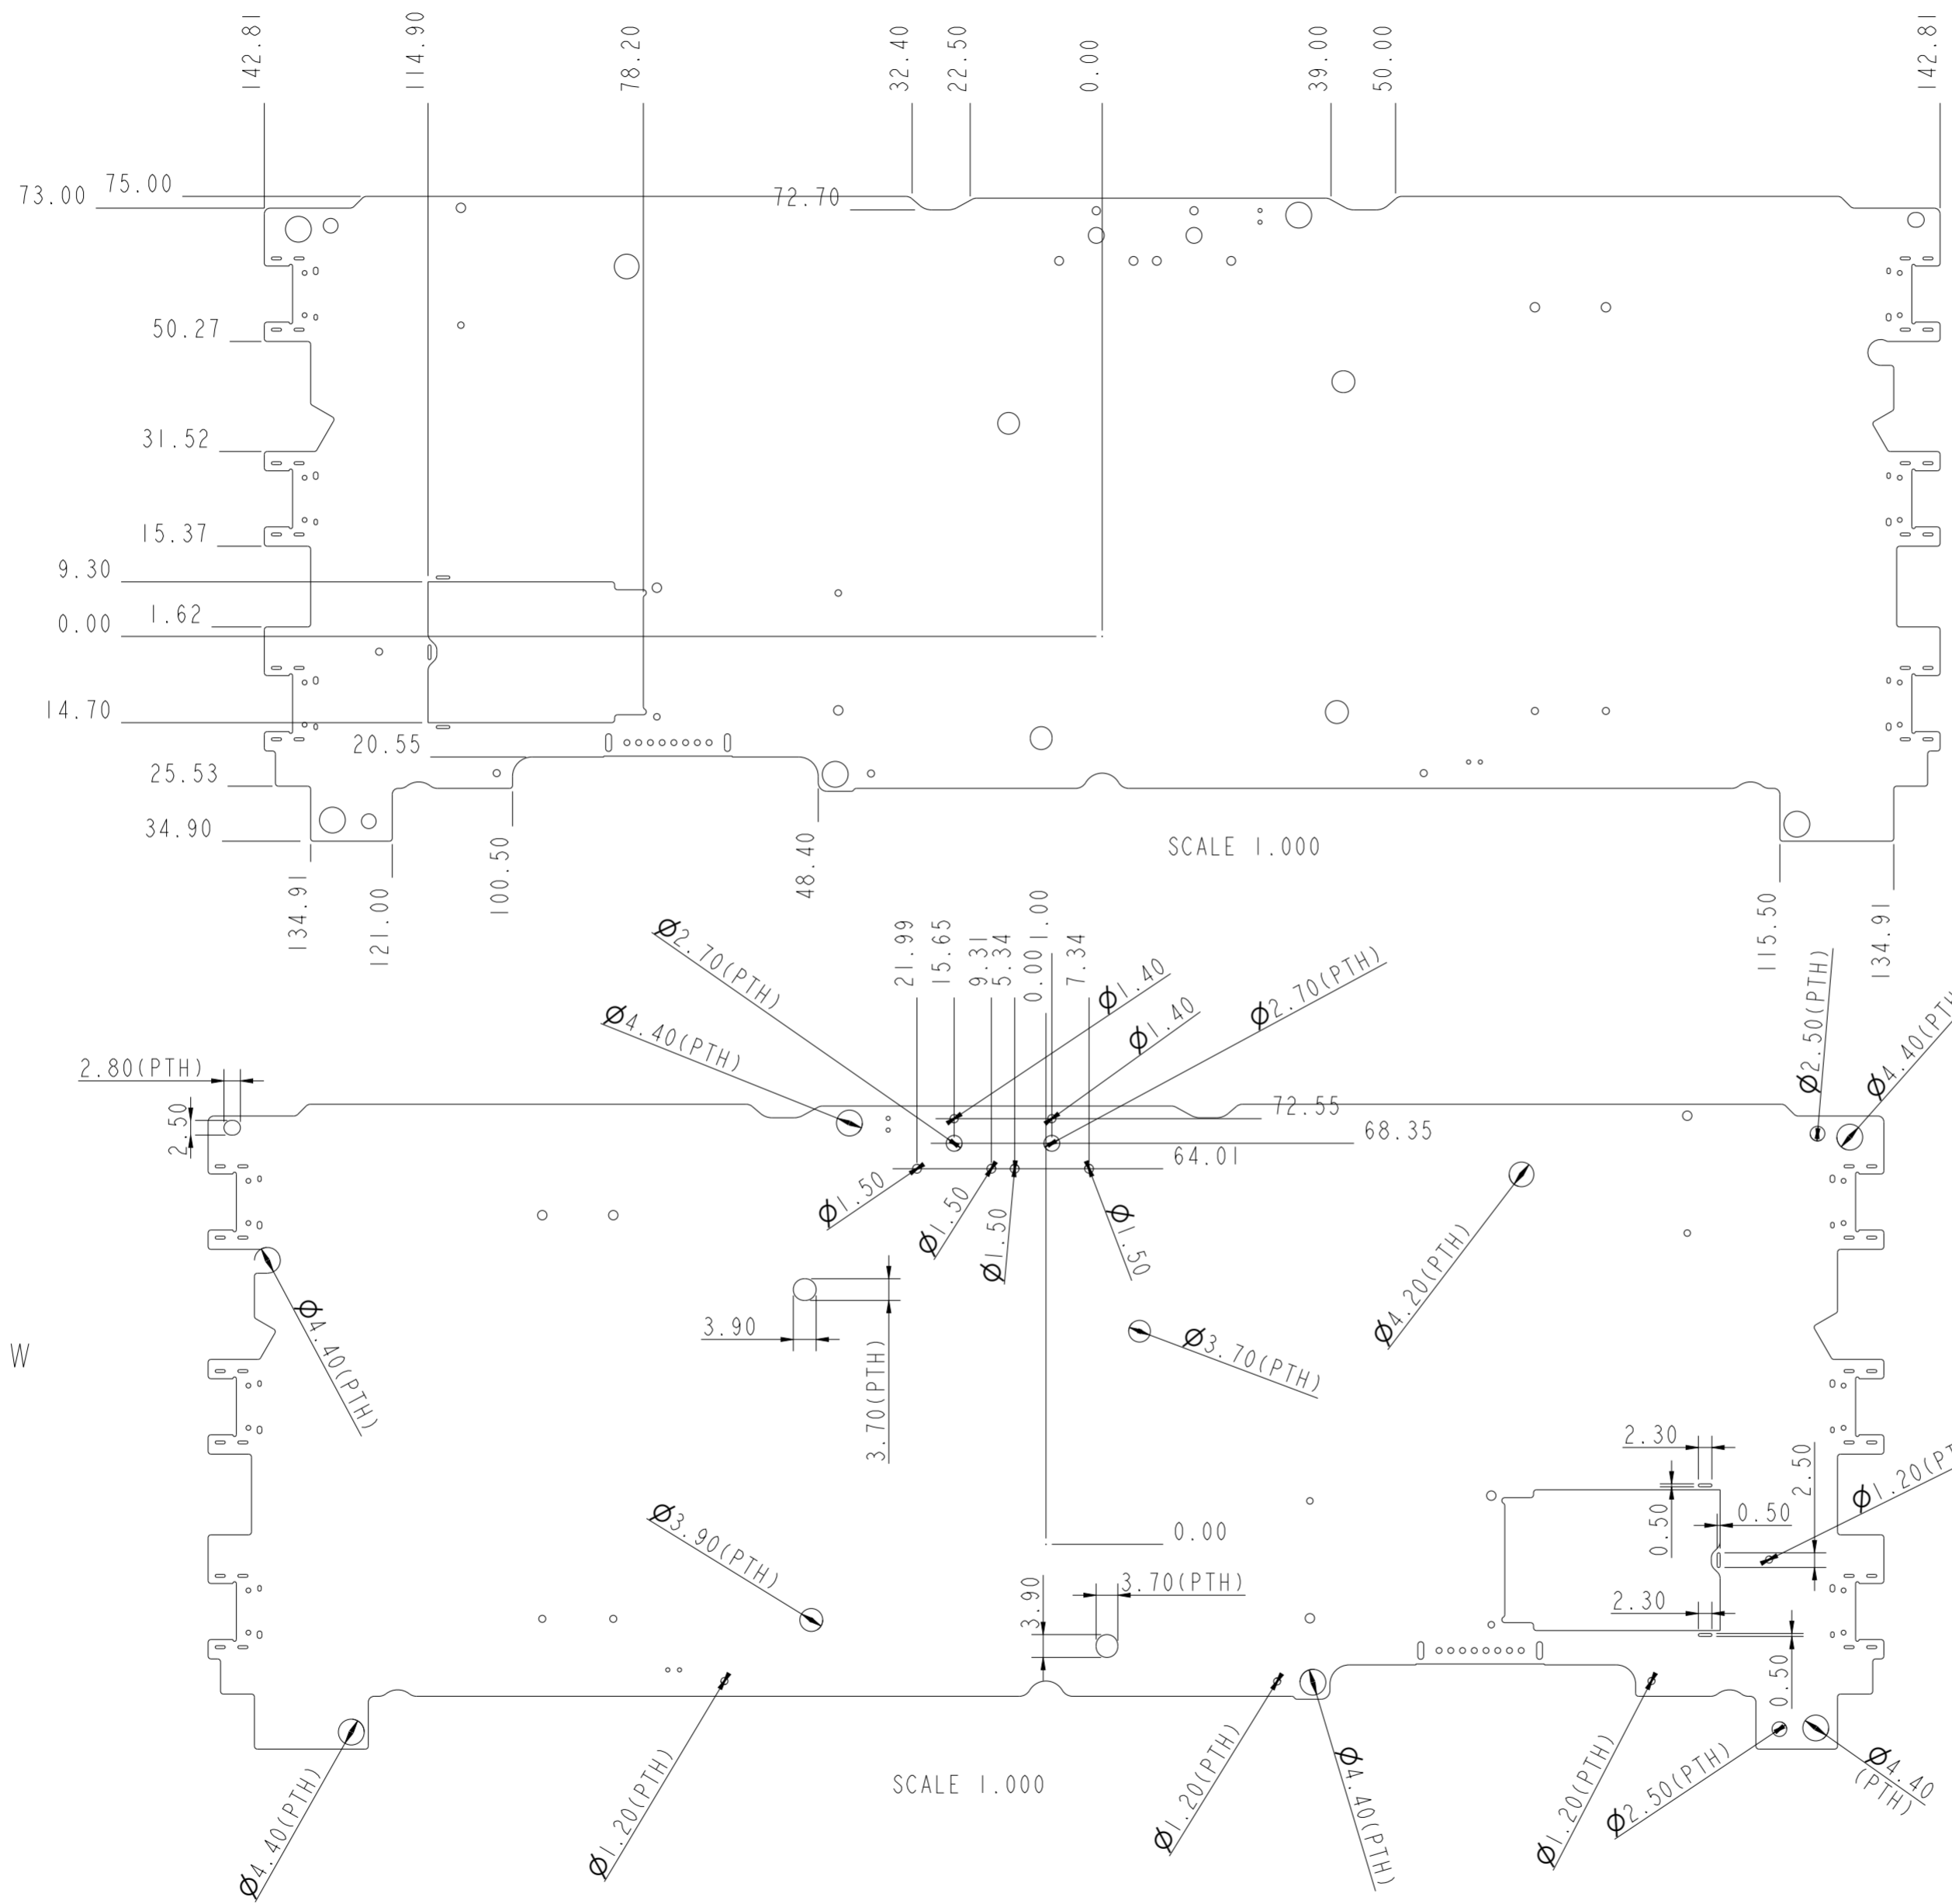 142.81
114.90
78.20
32.40
22.50
0.00
39.00
50.00
142.81
73.00
75.00
72.70
50.27
31.52
15.37
9.30
1.62
0.00
14.70
20.55
25.53
34.90
134.91
121.00
100.50
48.40
SCALE 1.000
115.50
134.91
Ø2.70(PTH)
21.99
15.65
9.31
5.34
0.00
1.00
7.34
Ø1.40
Ø1.40
Ø2.70(PTH)
Ø4.40(PTH)
Ø2.50(PTH)
Ø4.40(PTH
2.80(PTH)
2.50
72.55
68.35
64.01
Ø1.50
Ø1.50
Ø1.50
Ø1.50
Ø4.20(PTH)
Ø4.40(PTH)
3.90
3.70(PTH)
Ø3.70(PTH)
W
2.30
0.50
0.50
2.50
Ø1.20(PT
Ø3.90(PTH)
0.00
3.90
3.70(PTH)
2.30
0.50
Ø4.40(PTH)
Ø1.20(PTH)
SCALE 1.000
Ø1.20(PTH)
Ø4.40(PTH)
Ø1.20(PTH)
Ø2.50(PTH)
Ø4.40
(PTH)